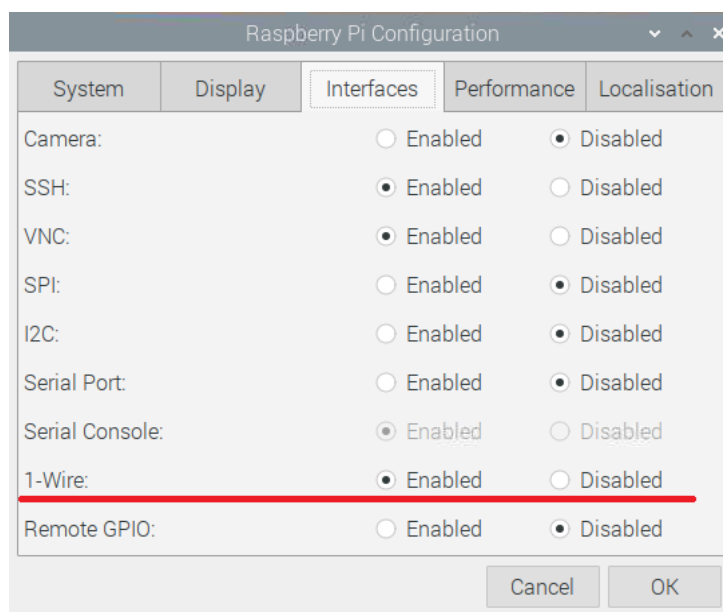 Raspberry Pi Configuration
System Display Interfaces Performance Localisation
Camera: Enabled Disabled
SSH: Enabled Disabled
VNC: Enabled Disabled
SPI: Enabled Disabled
I2C: Enabled Disabled
Serial Port: Enabled Disabled
Serial Console: Enabled Disabled
1-Wire: Enabled Disabled
Remote GPIO: Enabled Disabled
Cancel OK